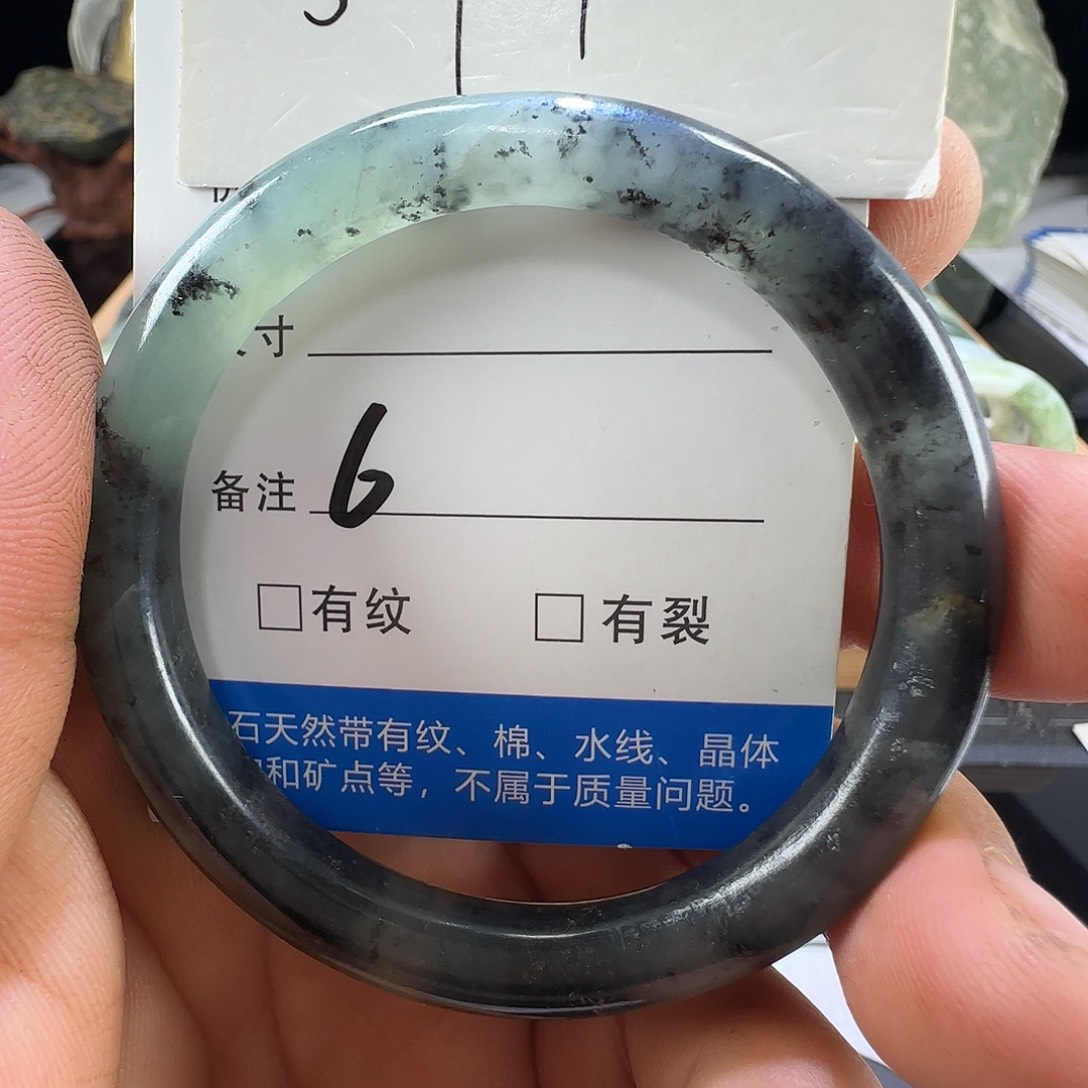 寸
备注 6
□有纹 □有裂
石天然带有纹、棉、水线、晶体
和矿点等，不属于质量问题。